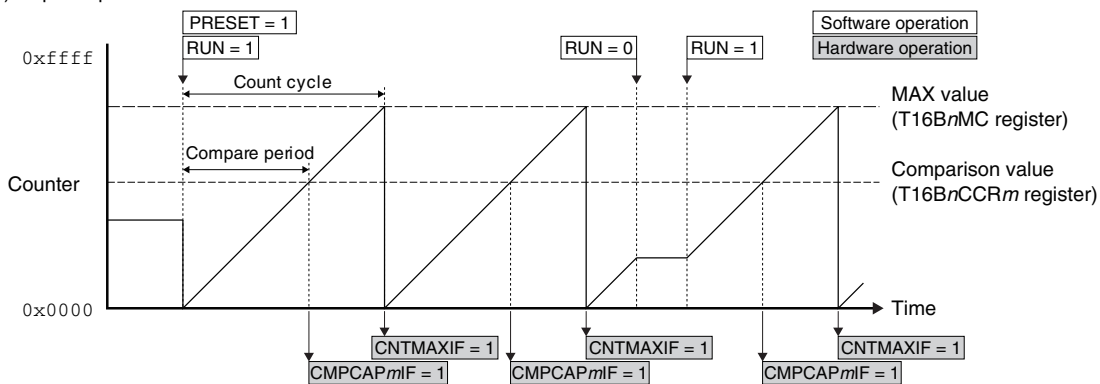 PRESET = 1
RUN = 1
RUN = 0
RUN = 1
Software operation
Hardware operation
0xffff
Count cycle
MAX value
(T16BnMC register)
Compare period
Comparison value
(T16BnCCRm register)
Counter
0x0000
Time
CNTMAXIF = 1
CNTMAXIF = 1
CNTMAXIF = 1
CMPCAPmIF = 1
CMPCAPmIF = 1
CMPCAPmIF = 1